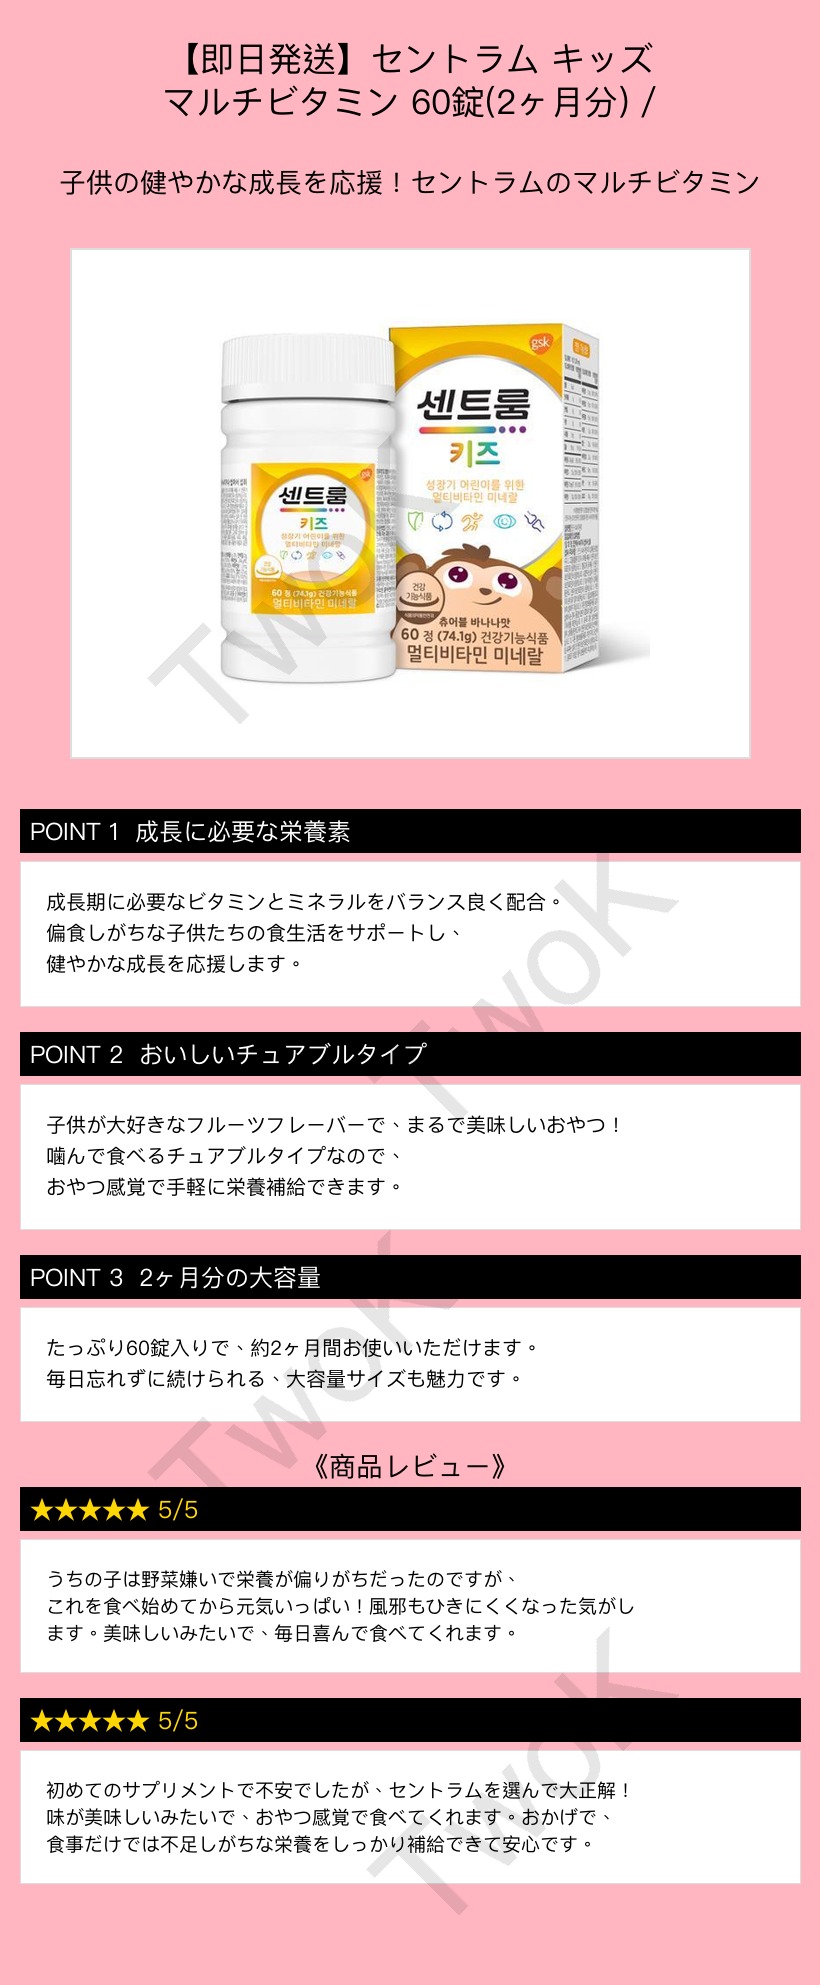 【即日発送】セントラム キッズ
マルチビタミン 60錠(2ヶ月分) /
子供の健やかな成長を応援！セントラムのマルチビタミン
gsk
센트룸
키즈
성장기 어린이를 위한
멀티비타민 미네랄
건강
기능식품
츄어블 바나나맛
60 정 (74.1g) 건강기능식품
멀티비타민 미네랄
gsk
센트룸
키즈
성장기 어린이를 위한
멀티비타민 미네랄
60 정 (74.1g) 건강기능식품
멀티비타민 미네랄
TwoK
POINT 1 成長に必要な栄養素
成長期に必要なビタミンとミネラルをバランス良く配合。
偏食しがちな子供たちの食生活をサポートし、
健やかな成長を応援します。
TwoK
POINT 2 おいしいチュアブルタイプ
子供が大好きなフルーツフレーバーで、まるで美味しいおやつ！
噛んで食べるチュアブルタイプなので、
おやつ感覚で手軽に栄養補給できます。
POINT 3 2ヶ月分の大容量
たっぷり60錠入りで、約2ヶ月間お使いいただけます。
毎日忘れずに続けられる、大容量サイズも魅力です。
TwoK
《商品レビュー》
★★★★★ 5/5
うちの子は野菜嫌いで栄養が偏りがちだったのですが、
これを食べ始めてから元気いっぱい！風邪もひきにくくなった気がし
ます。美味しいみたいで、毎日喜んで食べてくれます。
★★★★★ 5/5
初めてのサプリメントで不安でしたが、セントラムを選んで大正解！
味が美味しいみたいで、おやつ感覚で食べてくれます。おかげで、
食事だけでは不足しがちな栄養をしっかり補給できて安心です。
TwoK